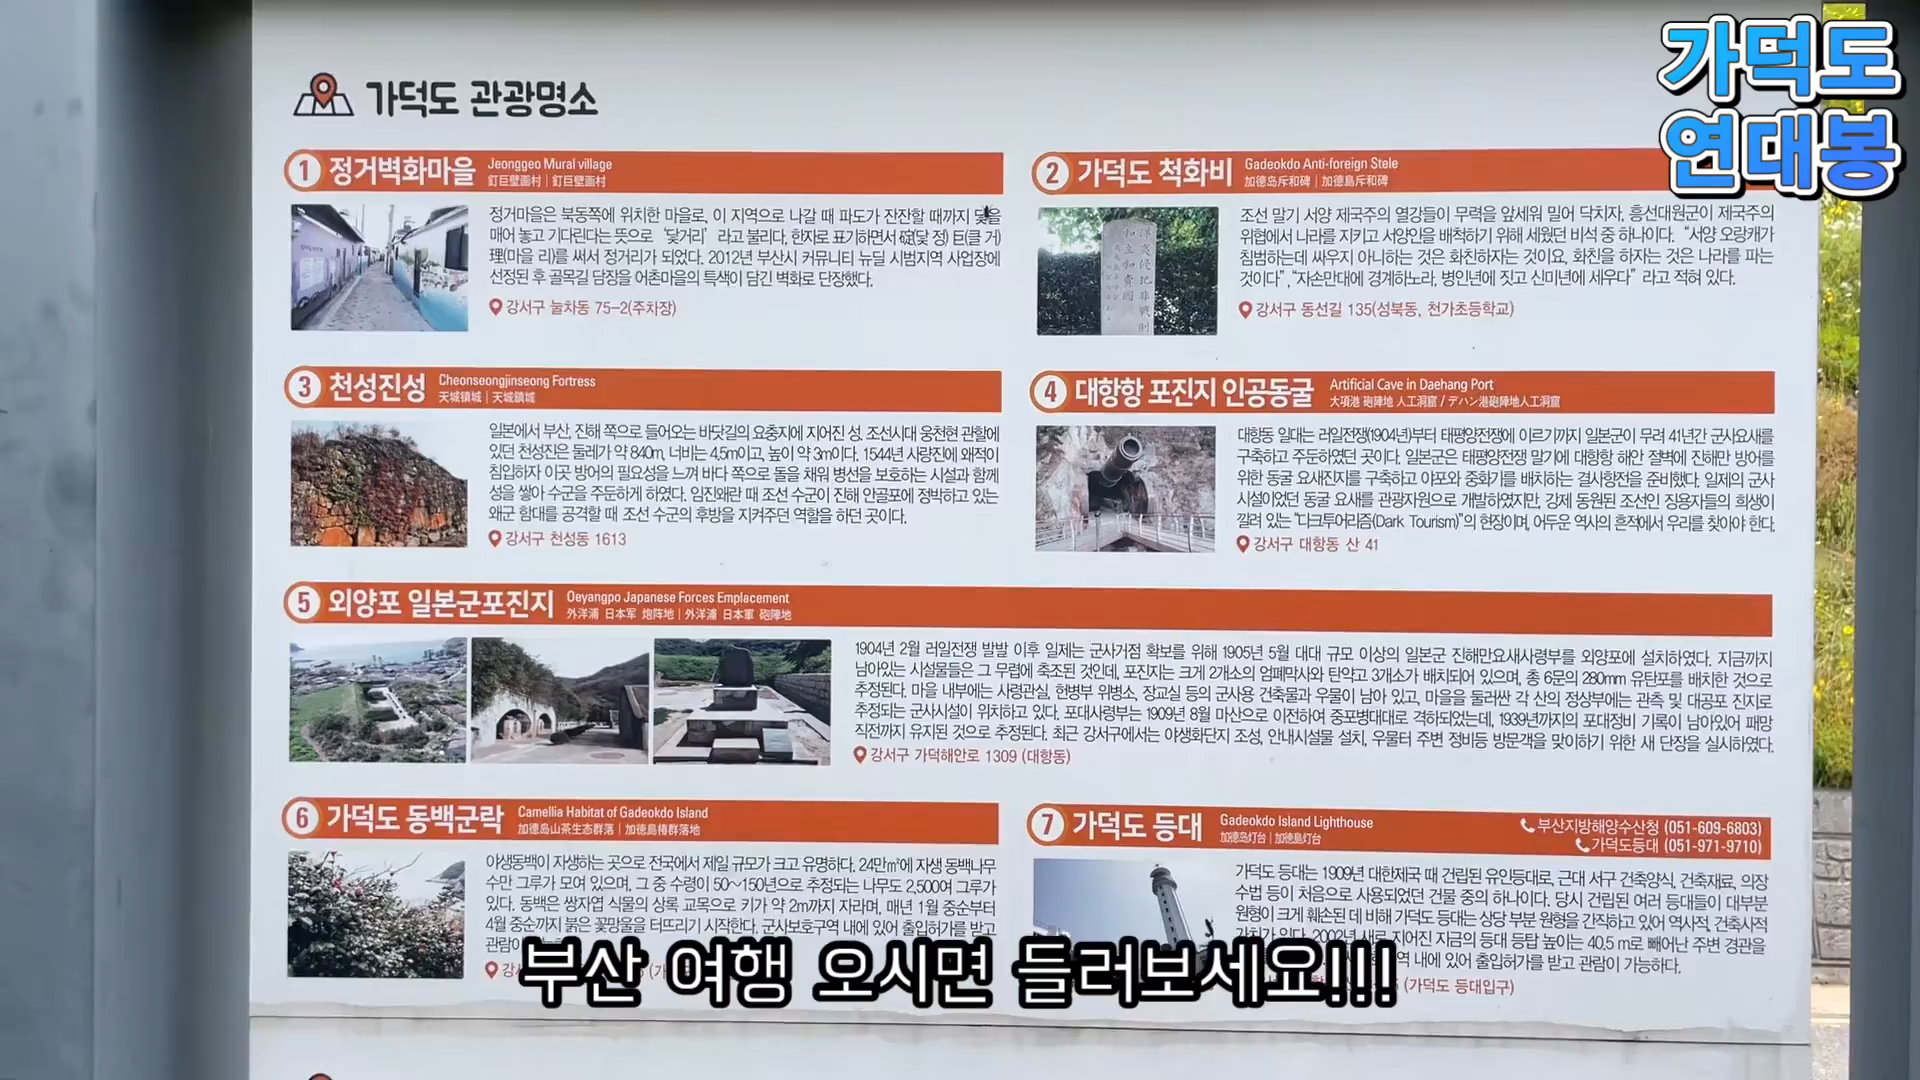 가덕도 관광명소
가덕도
연대봉
1 정거벽화마을 Jeonggeo Mural village
釘巨壁画村 | 釘巨壁画村
정거마을은 북동쪽에 위치한 마을로, 이 지역으로 나갈 때 파도가 잔잔할 때까지 닻을
매어 놓고 기다린다는 뜻으로 ‘닻거리’ 라고 불리다, 한자로 표기하면서 碇(닻 정) 巨(클 거)
理(마을 리)를 써서 정거리가 되었다. 2012년 부산시 커뮤니티 뉴딜 시범지역 사업장에
선정된 후 골목길 담장을 어촌마을의 특색이 담긴 벽화로 단장했다.
강서구 눌차동 75-2(주차장)
2 가덕도 척화비 Gadeokdo Anti-foreign Stele
加德岛斥和碑 | 加徳島斥和碑
조선 말기 서양 제국주의 열강들이 무력을 앞세워 밀어 닥치자, 흥선대원군이 제국주의
위협에서 나라를 지키고 서양인을 배척하기 위해 세웠던 비석 중 하나이다. “서양 오랑캐가
침범하는데 싸우지 아니하는 것은 화친하자는 것이요, 화친을 하자는 것은 나라를 파는
것이다”, “자손만대에 경계하노라, 병인년에 짓고 신미년에 세우다” 라고 적혀 있다.
강서구 동선길 135(성북동, 천가초등학교)
3 천성진성 Cheonseongjinseong Fortress
天城镇城 | 天城鎮城
일본에서 부산, 진해 쪽으로 들어오는 바닷길의 요충지에 지어진 성. 조선시대 웅천현 관할에
있던 천성진은 둘레가 약 840m, 너비는 4.5m이고, 높이 약 3m이다. 1544년 사량진에 왜적이
침입하자 이곳 방어의 필요성을 느껴 바다 쪽으로 돌을 채워 병선을 보호하는 시설과 함께
성을 쌓아 수군을 주둔하게 하였다. 임진왜란 때 조선 수군이 진해 안골포에 정박하고 있는
왜군 함대를 공격할 때 조선 수군의 후방을 지켜주던 역할을 하던 곳이다.
강서구 천성동 1613
4 대항항 포진지 인공동굴 Artificial Cave in Daehang Port
大項港 砲陣地 人工洞窟 / デハン港砲陣地人工洞窟
대항동 일대는 러일전쟁(1904년)부터 태평양전쟁에 이르기까지 일본군이 무려 41년간 군사요새를
구축하고 주둔하였던 곳이다. 일본군은 태평양전쟁 말기에 대항항 해안 절벽에 진해만 방어를
위한 동굴 요새진지를 구축하고 야포와 중화기를 배치하는 결사항전을 준비했다. 일제의 군사
시설이었던 동굴 요새를 관광자원으로 개발하였지만, 강제 동원된 조선인 징용자들의 희생이
깔려 있는 “다크투어리즘(Dark Tourism)”의 현장이며, 어두운 역사의 흔적에서 우리를 찾아야 한다.
강서구 대항동 산 41
5 외양포 일본군포진지 Oeyangpo Japanese Forces Emplacement
外洋浦 日本军 炮阵地 | 外洋浦 日本軍 砲陣地
1904년 2월 러일전쟁 발발 이후 일제는 군사거점 확보를 위해 1905년 5월 대대 규모 이상의 일본군 진해만요새사령부를 외양포에 설치하였다. 지금까지
남아있는 시설물들은 그 무렵에 축조된 것인데, 포진지는 크게 2개소의 엄폐막사와 탄약고 3개소가 배치되어 있으며, 총 6문의 280mm 유탄포를 배치한 것으로
추정된다. 마을 내부에는 사령관실, 헌병부 위병소, 장교실 등의 군사용 건축물과 우물이 남아 있고, 마을을 둘러싼 각 산의 정상부에는 관측 및 대공포 진지로
추정되는 군사시설이 위치하고 있다. 포대사령부는 1909년 8월 마산으로 이전하여 중포병대대로 격하되었는데, 1939년까지의 포대정비 기록이 남아있어 패망
직전까지 유지된 것으로 추정된다. 최근 강서구에서는 야생화단지 조성, 안내시설물 설치, 우물터 주변 정비등 방문객을 맞이하기 위한 새 단장을 실시하였다.
강서구 가덕해안로 1309 (대항동)
6 가덕도 동백군락 Camellia Habitat of Gadeokdo Island
加德岛山茶生态群落 | 加徳島椿群落地
야생동백이 자생하는 곳으로 전국에서 제일 규모가 크고 유명하다. 24만㎡에 자생 동백나무
수만 그루가 모여 있으며, 그 중 수령이 50~150년으로 추정되는 나무도 2,500여 그루가
있다. 동백은 쌍자엽 식물의 상록 교목으로 키가 약 2m까지 자라며, 매년 1월 중순부터
4월 중순까지 붉은 꽃망울을 터뜨리기 시작한다. 군사보호구역 내에 있어 출입허가를 받고
7 가덕도 등대 Gadeokdo Island Lighthouse
加德岛灯台 | 加徳島灯台
부산지방해양수산청 (051-609-6803)
가덕도등대 (051-971-9710)
가덕도 등대는 1909년 대한제국 때 건립된 유인등대로, 근대 서구 건축양식, 건축재료, 의장
수법 등이 처음으로 사용되었던 건물 중의 하나이다. 당시 건립된 여러 등대들이 대부분
원형이 크게 훼손된 데 비해 가덕도 등대는 상당 부분 원형을 간직하고 있어 역사적, 건축사적
가치가 있다. 2002년 새로 지어진 지금의 등대 등탑 높이는 40.5 m로 빼어난 주변 경관을
내에 있어 출입허가를 받고 관람이 가능하다.
(가덕도 등대입구)
부산 여행 오시면 들러보세요!!!